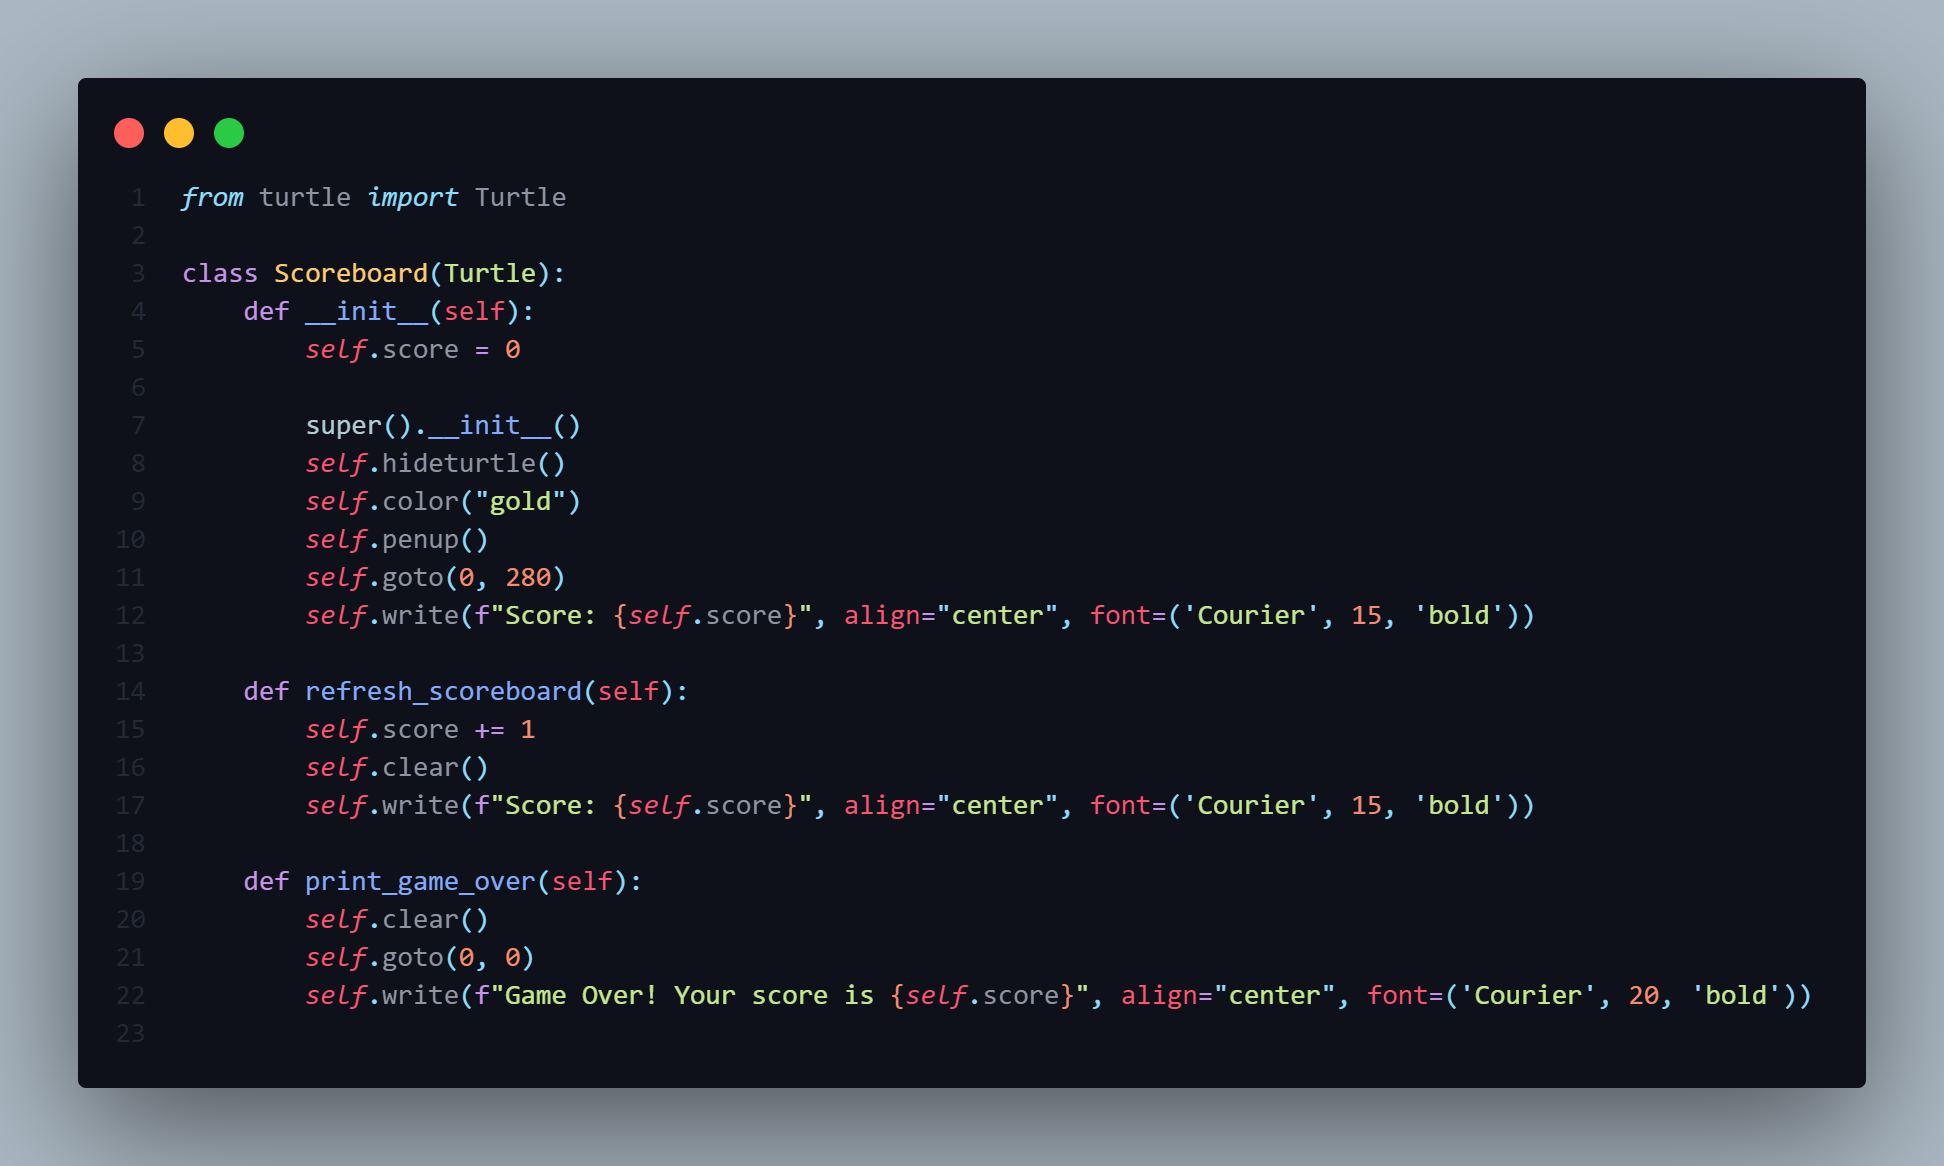 1 from turtle import Turtle
2
3 class Scoreboard(Turtle):
4     def __init__(self):
5         self.score = 0
6
7         super().__init__()
8         self.hideturtle()
9         self.color("gold")
10         self.penup()
11         self.goto(0, 280)
12         self.write(f"Score: {self.score}", align="center", font=('Courier', 15, 'bold'))
13
14     def refresh_scoreboard(self):
15         self.score += 1
16         self.clear()
17         self.write(f"Score: {self.score}", align="center", font=('Courier', 15, 'bold'))
18
19     def print_game_over(self):
20         self.clear()
21         self.goto(0, 0)
22         self.write(f"Game Over! Your score is {self.score}", align="center", font=('Courier', 20, 'bold'))
23